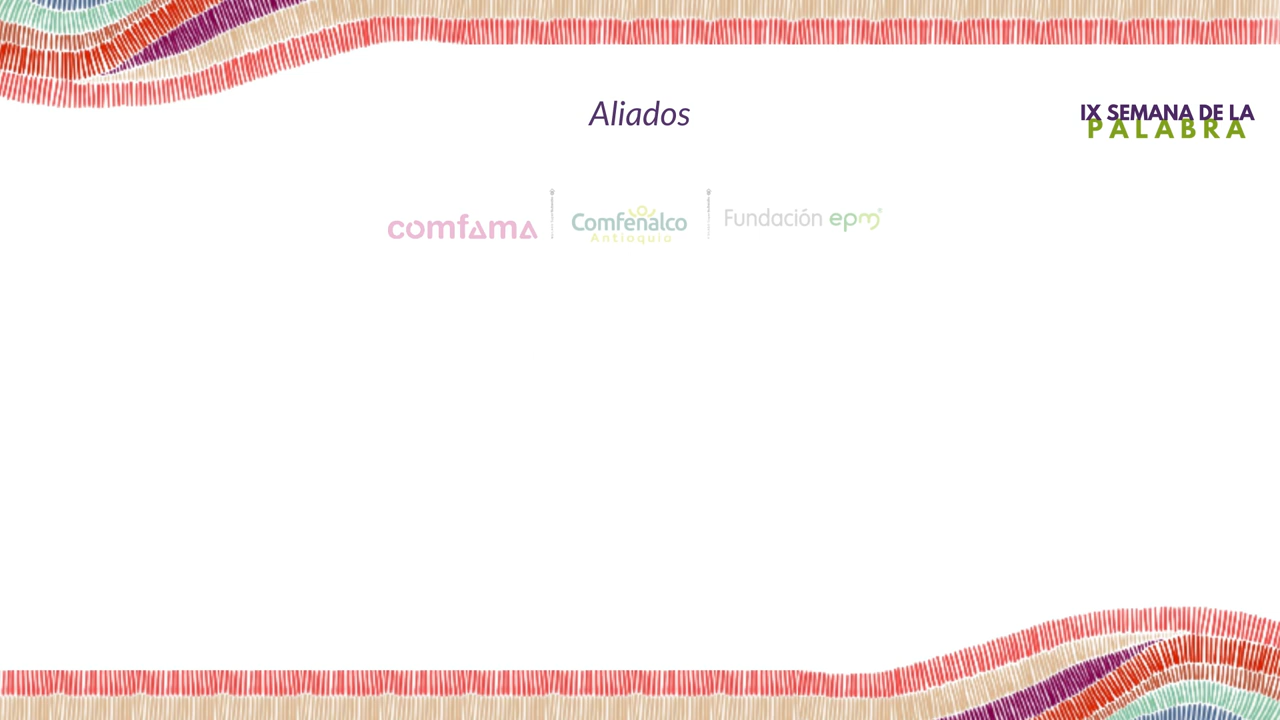 Aliados
IX SEMANA DE LA
PALABRA
comfama
Comfenalco
Antioquia
Fundación epm®